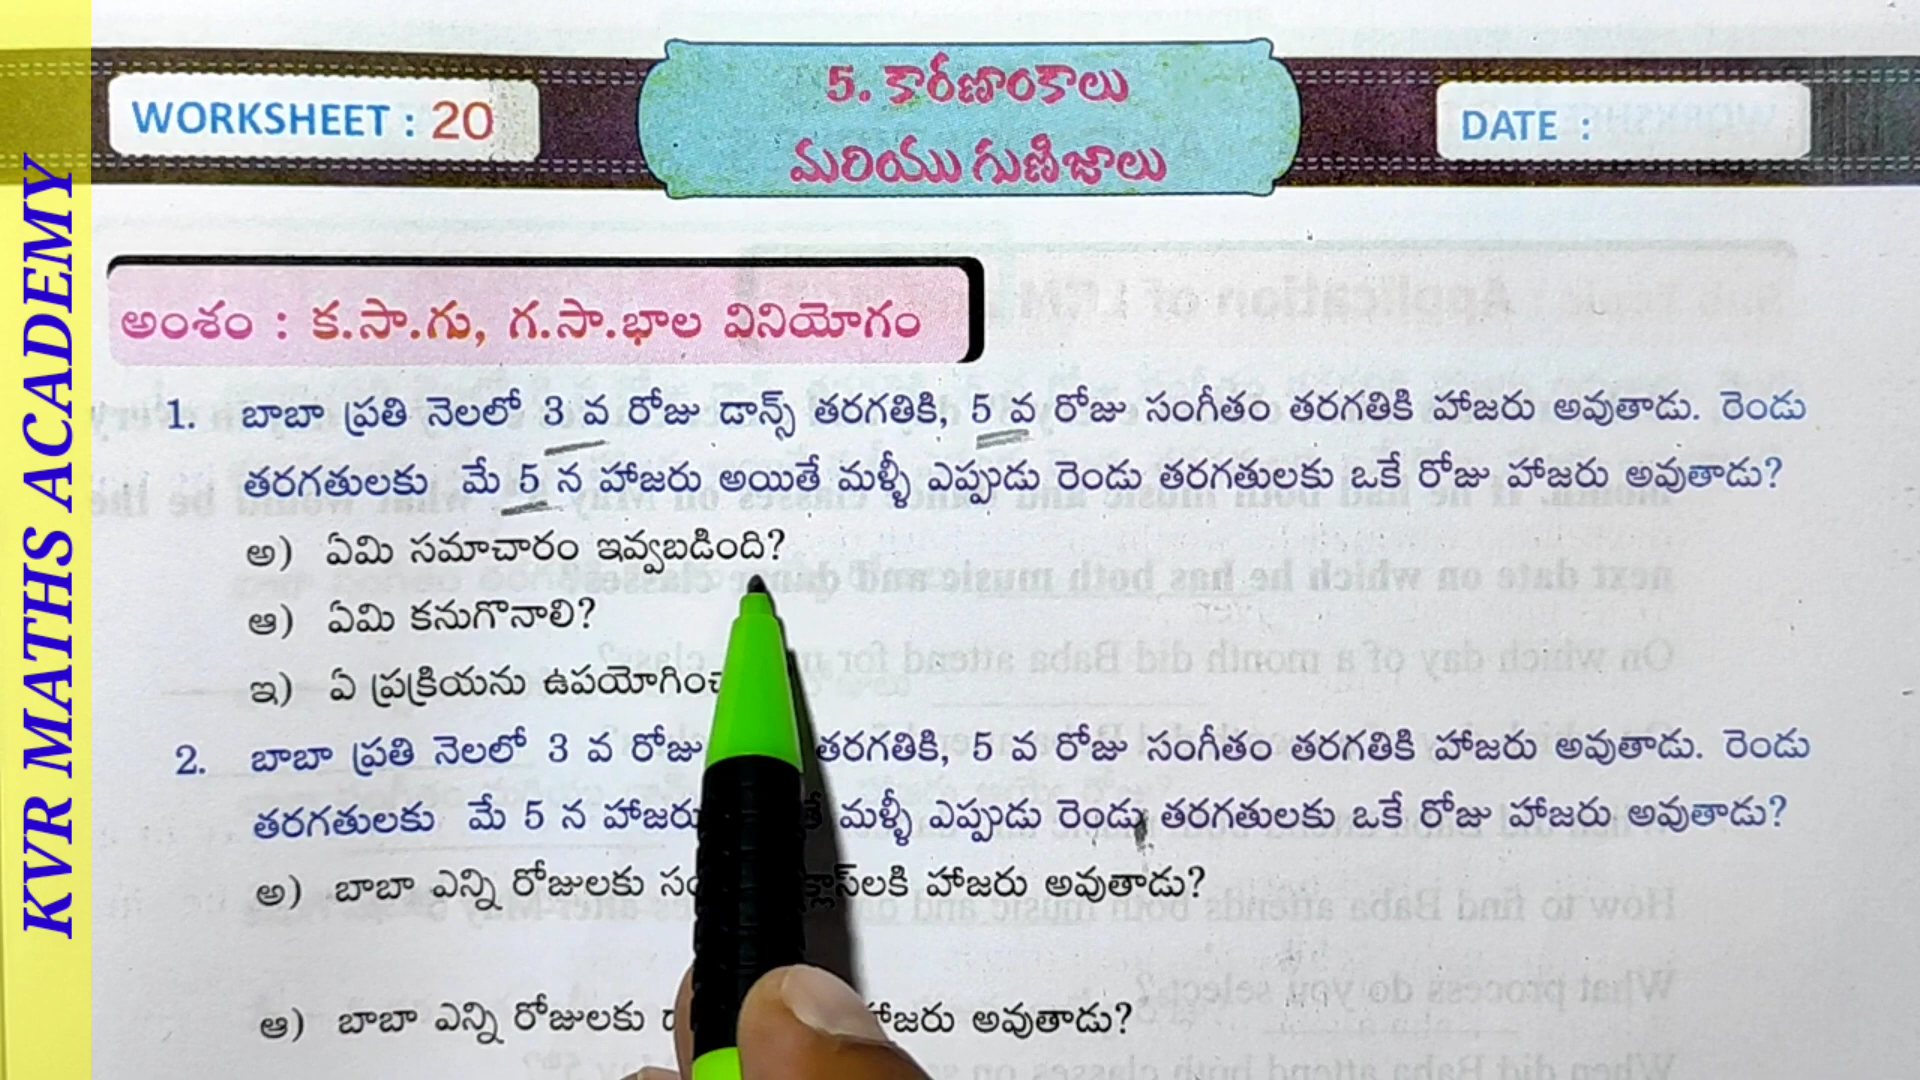 KVR MATHS ACADEMY
WORKSHEET : 20
5. కారణాంకాలు
మరియు గుణిజాలు
DATE :
అంశం : క.సా.గు, గ.సా.భాల వినియోగం
1. బాబా ప్రతి నెలలో 3 వ రోజు డాన్స్ తరగతికి, 5 వ రోజు సంగీతం తరగతికి హాజరు అవుతాడు. రెండు
తరగతులకు మే 5 న హాజరు అయితే మళ్ళీ ఎప్పుడు రెండు తరగతులకు ఒకే రోజు హాజరు అవుతాడు?
అ) ఏమి సమాచారం ఇవ్వబడింది?
ఆ) ఏమి కనుగొనాలి?
ఇ) ఏ ప్రక్రియను
2. బాబా ప్రతి నెలలో 3 వ రోజు తరగతికి, 5 వ రోజు సంగీతం తరగతికి హాజరు అవుతాడు. రెండు
తరగతులకు మే 5 న హాజరు మళ్ళీ ఎప్పుడు రెండు తరగతులకు ఒకే రోజు హాజరు అవుతాడు?
అ) బాబా ఎన్ని రోజులకు క్లాస్‌లకి హాజరు అవుతాడు?
ఆ) బాబా ఎన్ని రోజులకు హాజరు అవుతాడు?